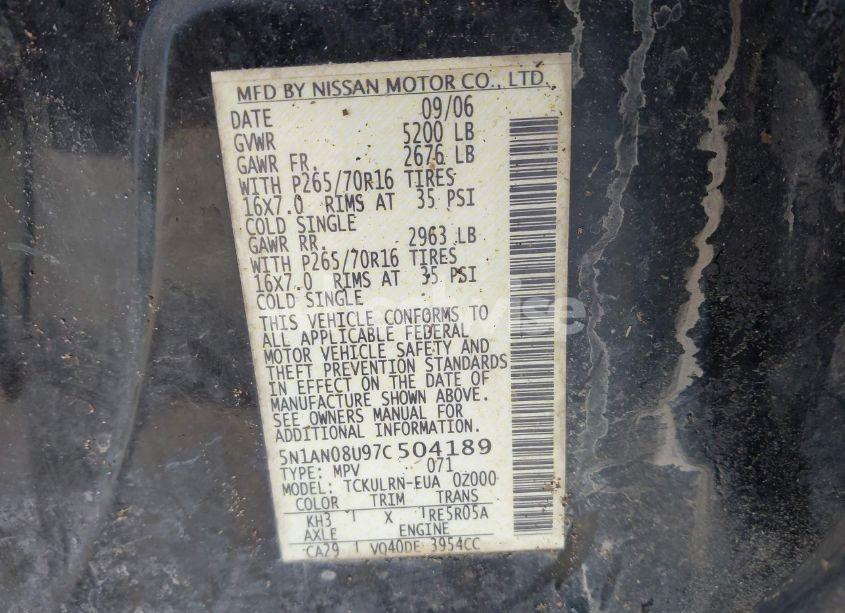 MFD BY NISSAN MOTOR CO., LTD.
DATE 09/06
GVWR 5200 LB
GAWR FR. 2676 LB
WITH P265/70R16 TIRES
16X7.0 RIMS AT 35 PSI
COLD SINGLE
GAWR RR. 2963 LB
WITH P265/70R16 TIRES
16X7.0 RIMS AT 35 PSI
COLD SINGLE
THIS VEHICLE CONFORMS TO
ALL APPLICABLE FEDERAL
MOTOR VEHICLE SAFETY AND
THEFT PREVENTION STANDARDS
IN EFFECT ON THE DATE OF
MANUFACTURE SHOWN ABOVE.
SEE OWNERS MANUAL FOR
ADDITIONAL INFORMATION
5N1AN08U97C504189
TYPE: MPV 071
MODEL: TCKULRN-EUA 0Z000
COLOR TRIM TRANS
KH3 X RE5R05A
AXLE ENGINE
CA29 VQ40DE 3954CC